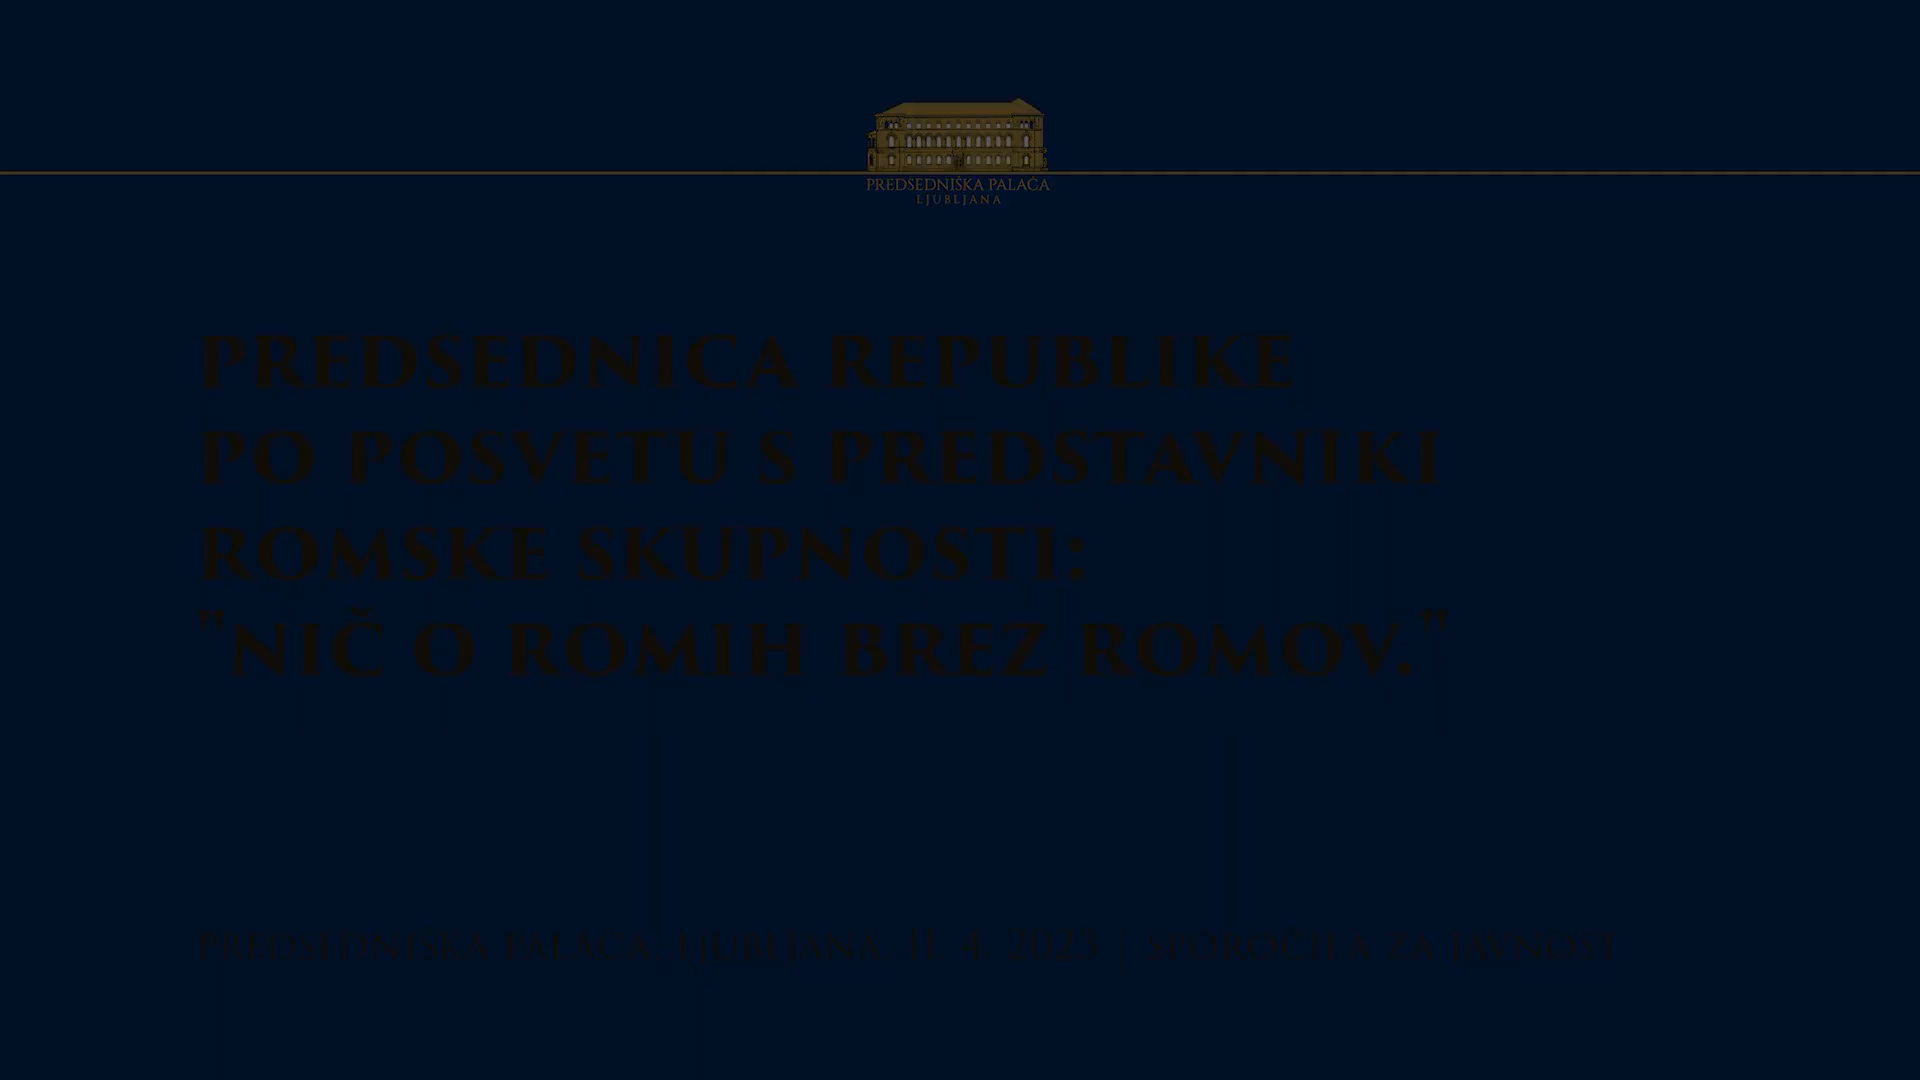 PREDSEDNIŠKA PALAČA
LJUBLJANA
PREDSEDNICA REPUBLIKE
PO POSVETU S PREDSTAVNIKI
ROMSKE SKUPNOSTI:
"NIČ O ROMIH BREZ ROMOV."
PREDSEDNIŠKA PALAČA, LJUBLJANA, 11. 4. 2025 | SPOROČILA ZA JAVNOST